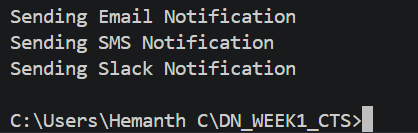 Sending Email Notification
Sending SMS Notification
Sending Slack Notification
C:\Users\Hemanth C\DN_WEEK1_CTS>